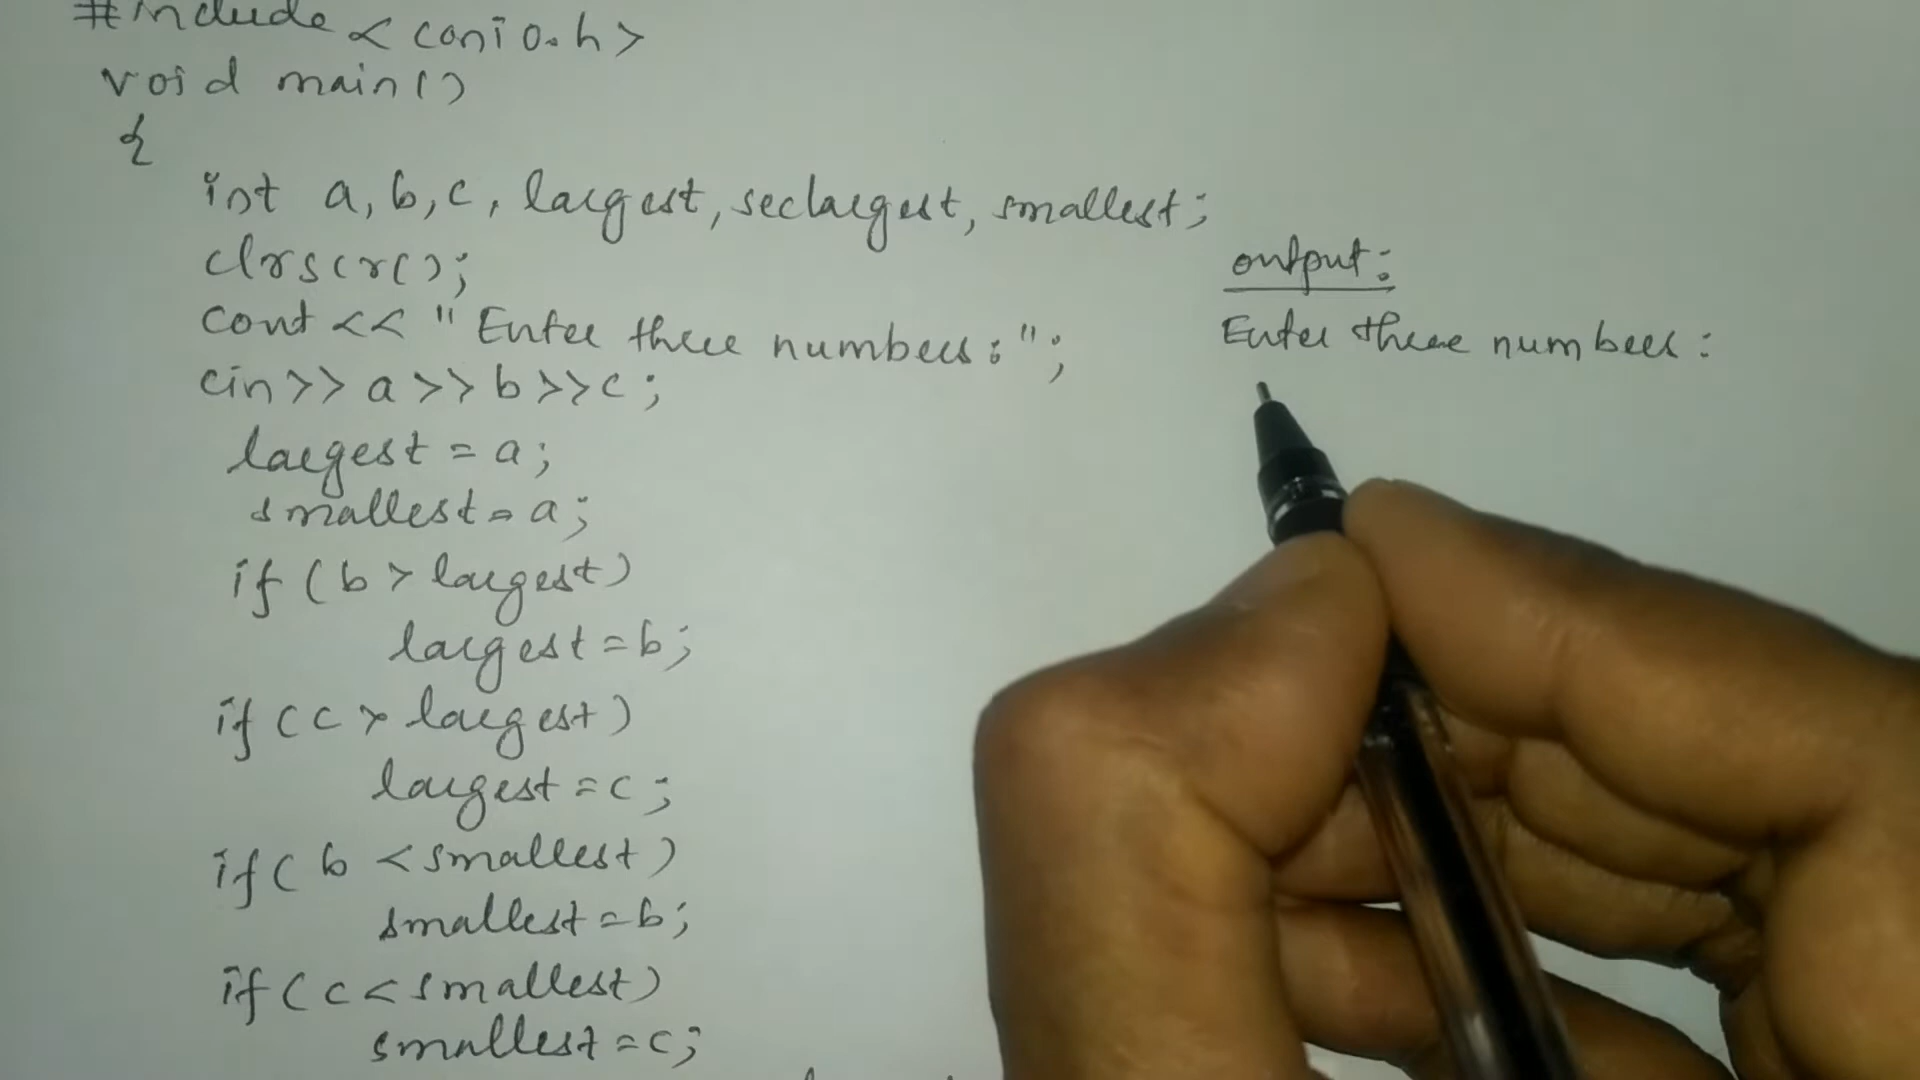 #include <conio.h>
void main()
{
int a, b, c, largest, seclargest, smallest;
clrscr();
cout << "Enter three numbers:";
cin>> a >> b >>c;
largest = a;
smallest = a;
if (b > largest)
largest = b;
if (c > largest)
largest = c;
if (b < smallest)
smallest = b;
if (c < smallest)
smallest = c;
output:
Enter three numbers: